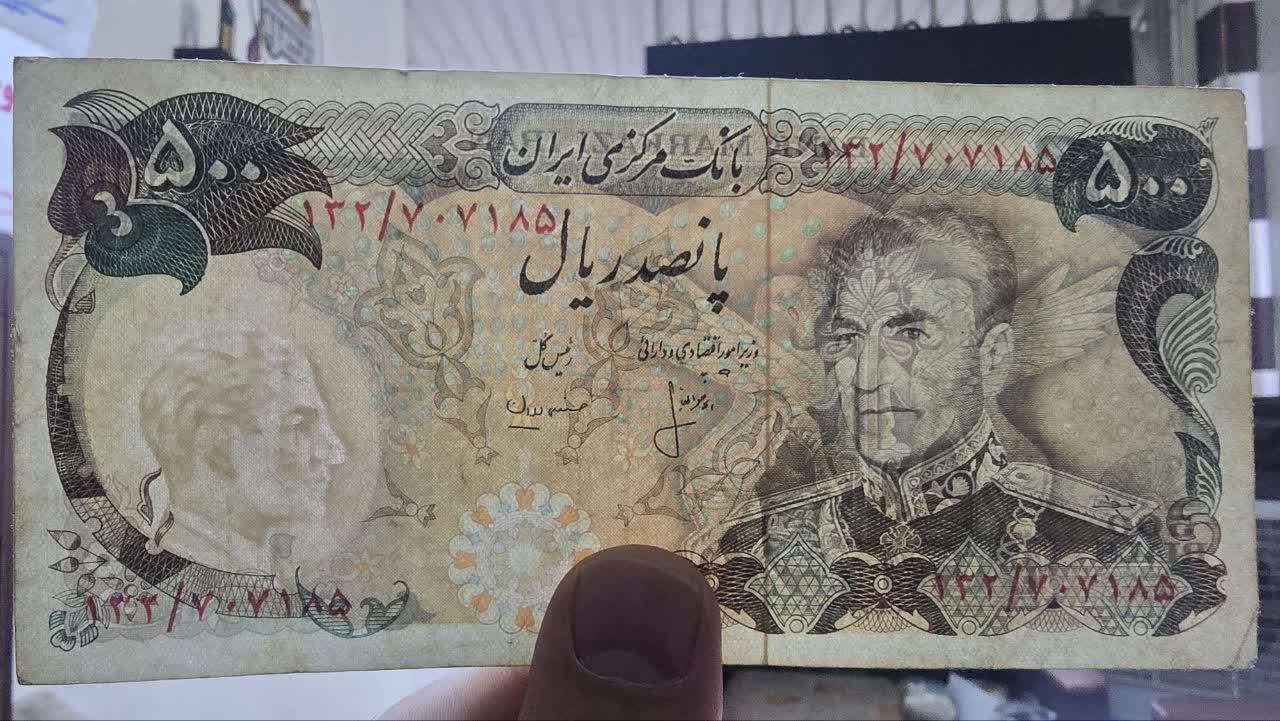 بانک مرکزی ایران
۵۰۰
۵۰۰
۱۳۲/۷۰۷۱۸۵
۱۳۲/۷۰۷۱۸۵
پانصد ریال
وزیر امور اقتصادی و دارائی
رئیس کل
۱۳۲/۷۰۷۱۸۵
۱۳۲/۷۰۷۱۸۵